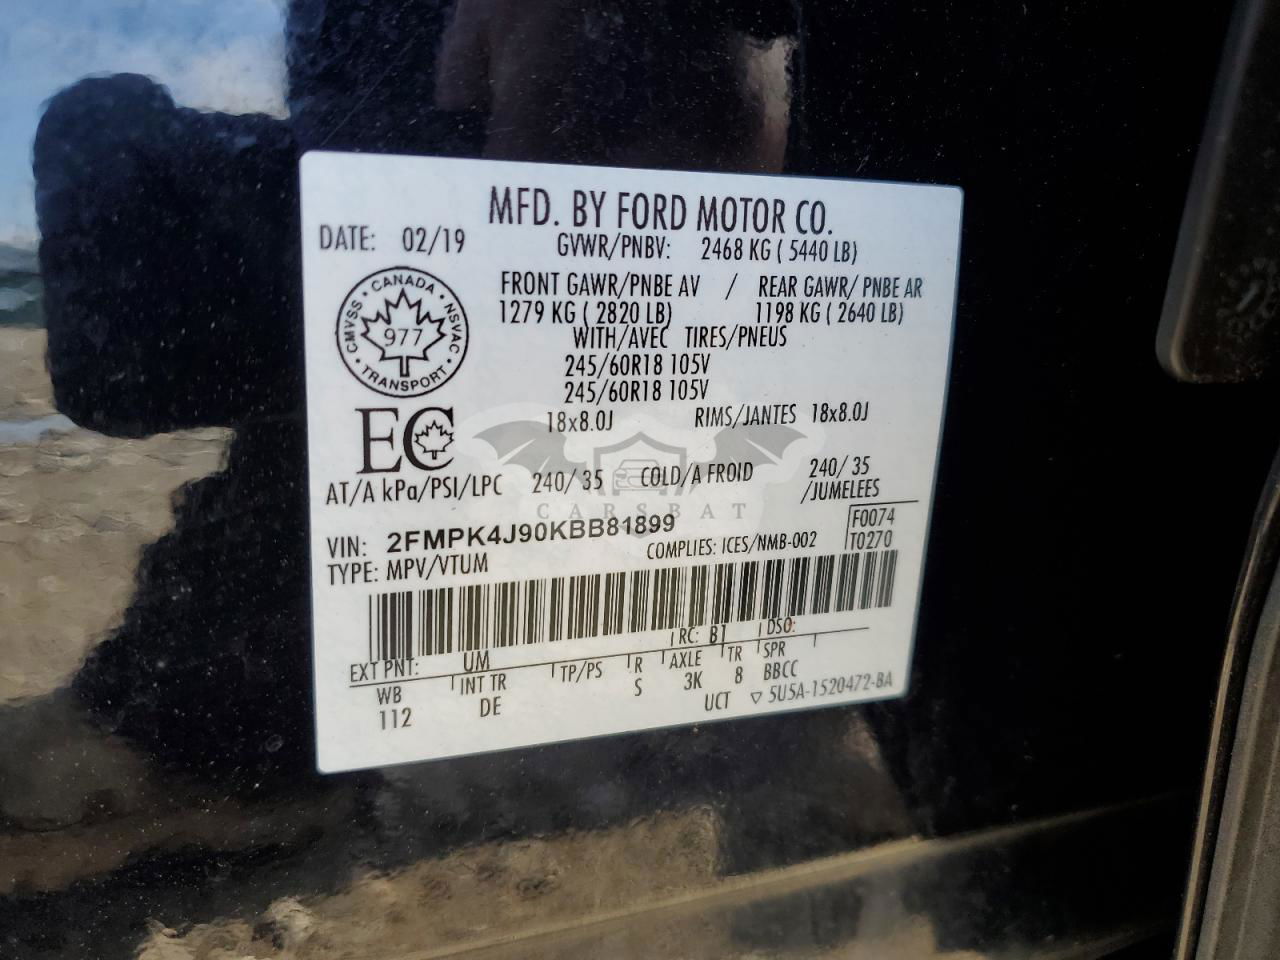 MFD. BY FORD MOTOR CO.
DATE: 02/19 GVWR/PNBV: 2468 KG ( 5440 LB)
FRONT GAWR/PNBE AV / REAR GAWR/ PNBE AR
1279 KG ( 2820 LB) 1198 KG ( 2640 LB)
WITH/AVEC TIRES/PNEUS
245/60R18 105V
245/60R18 105V
18x8.0J RIMS/JANTES 18x8.0J
CMVSS • CANADA • NSVAC • TRANSPORT •
977
EC
AT/A kPa/PSI/LPC 240/ 35 COLD/A FROID 240/ 35
/JUMELEES
CARSBAT
VIN: 2FMPK4J90KBB81899 F0074
TYPE: MPV/VTUM COMPLIES: ICES/NMB-002 T0270
RC: B1 DSO:
EXT PNT: UM
WB INT TR TP/PS R AXLE TR SPR
112 DE S 3K 8 BBCC
UCT ▽ 5U5A-1520472-BA